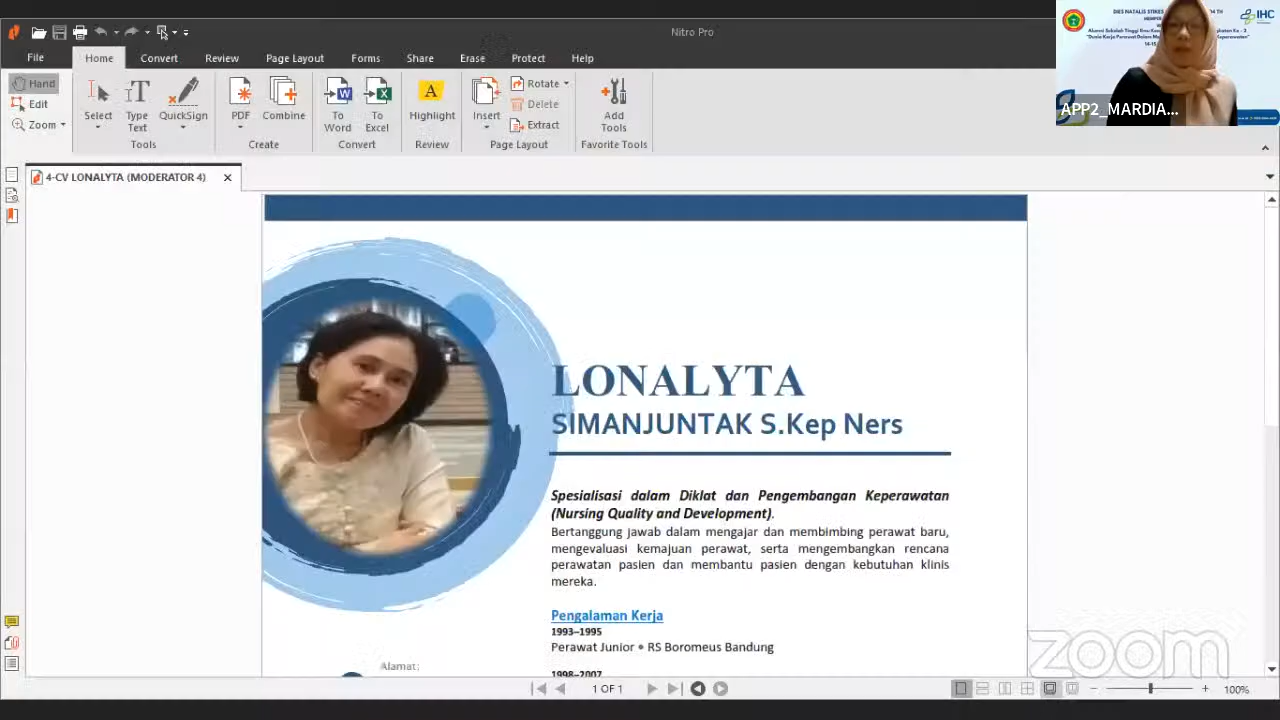 Nitro Pro
File
Home
Convert
Review
Page Layout
Forms
Share
Erase
Protect
Help
Hand
Edit
Zoom
Select
Type
Text
QuickSign
Tools
PDF
Combine
Create
To
Word
To
Excel
Convert
A
Highlight
Review
Insert
Rotate
Delete
Extract
Page Layout
Add
Tools
Favorite Tools
DIES NATALIS STIKES
IHC
APP2_MARDIA...
4-CV LONALYTA (MODERATOR 4)
LONALYTA
SIMANJUNTAK S.Kep Ners
Spesialisasi dalam Diklat dan Pengembangan Keperawatan
(Nursing Quality and Development).
Bertanggung jawab dalam mengajar dan membimbing perawat baru,
mengevaluasi kemajuan perawat, serta mengembangkan rencana
perawatan pasien dan membantu pasien dengan kebutuhan klinis
mereka.
Pengalaman Kerja
1993–1995
Perawat Junior • RS Boromeus Bandung
1998–2007
Alamat:
zoom
1 OF 1
100%